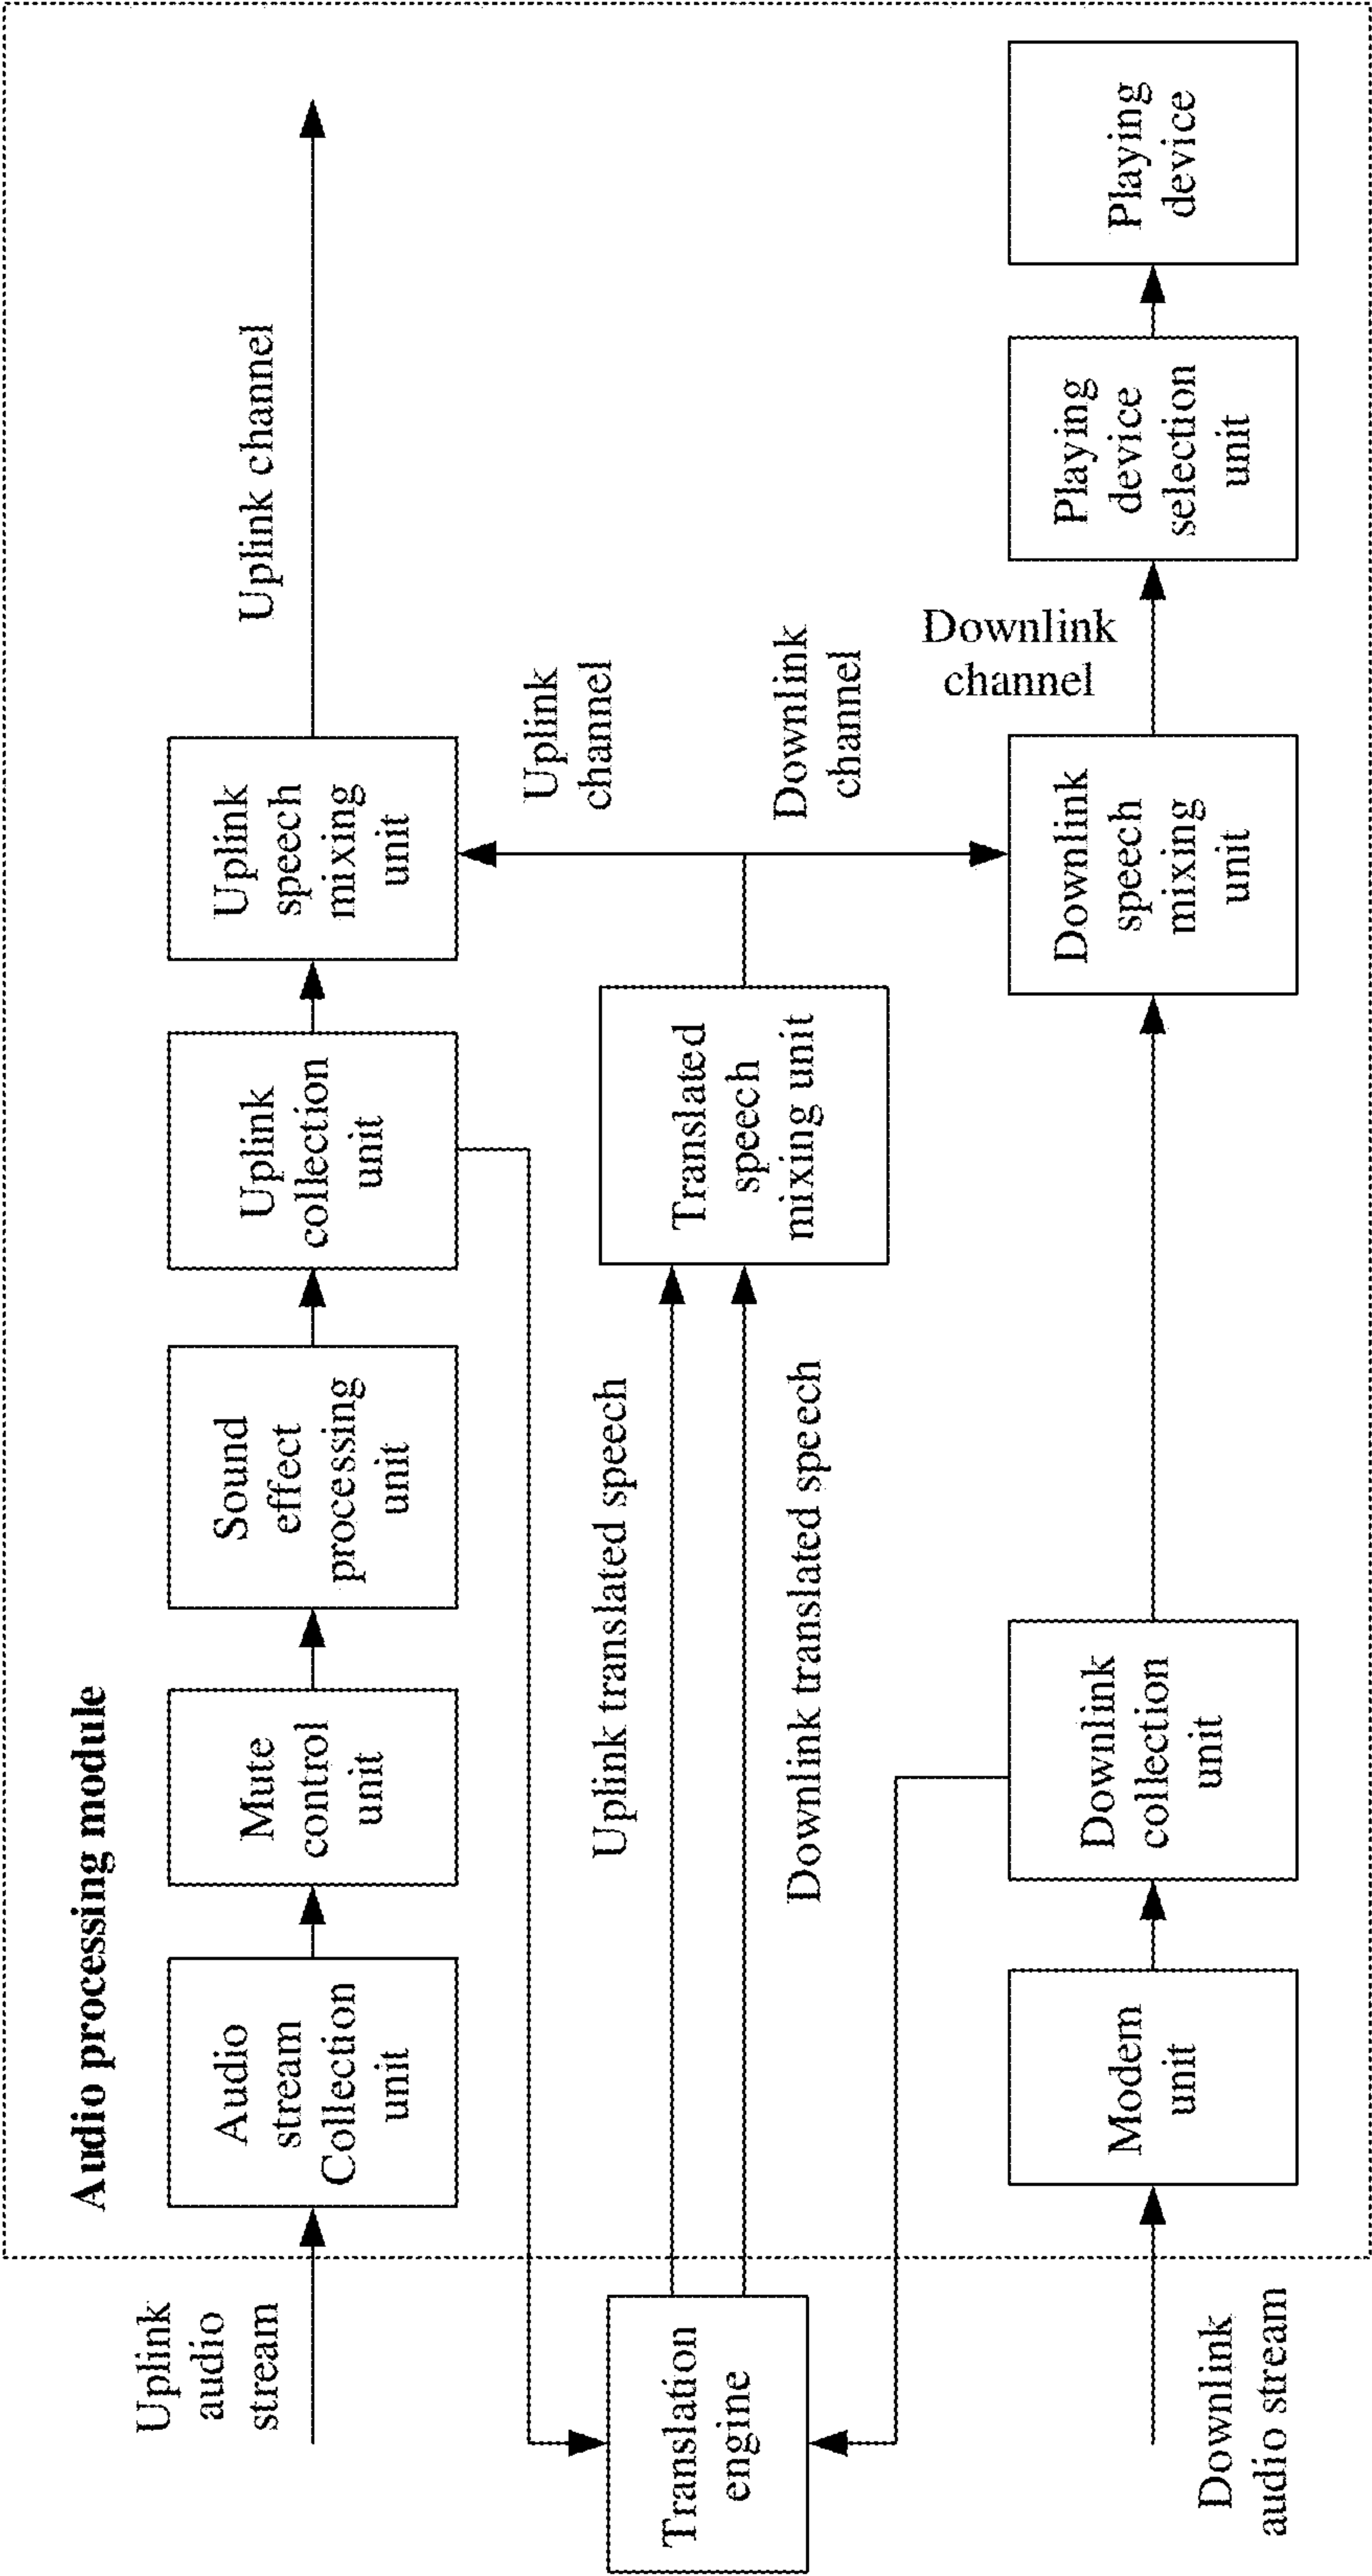 Audio processing module
Uplink
audio
stream
Audio
stream
Collection
unit
Mute
control
unit
Sound
effect
processing
unit
Uplink
collection
unit
Uplink
speech
mixing
unit
Uplink channel
Translation
engine
Uplink translated speech
Downlink translated speech
Translated
speech
mixing unit
Uplink
channel
Downlink
channel
Downlink
audio stream
Modem
unit
Downlink
collection
unit
Downlink
speech
mixing
unit
Downlink
channel
Playing
device
selection
unit
Playing
device